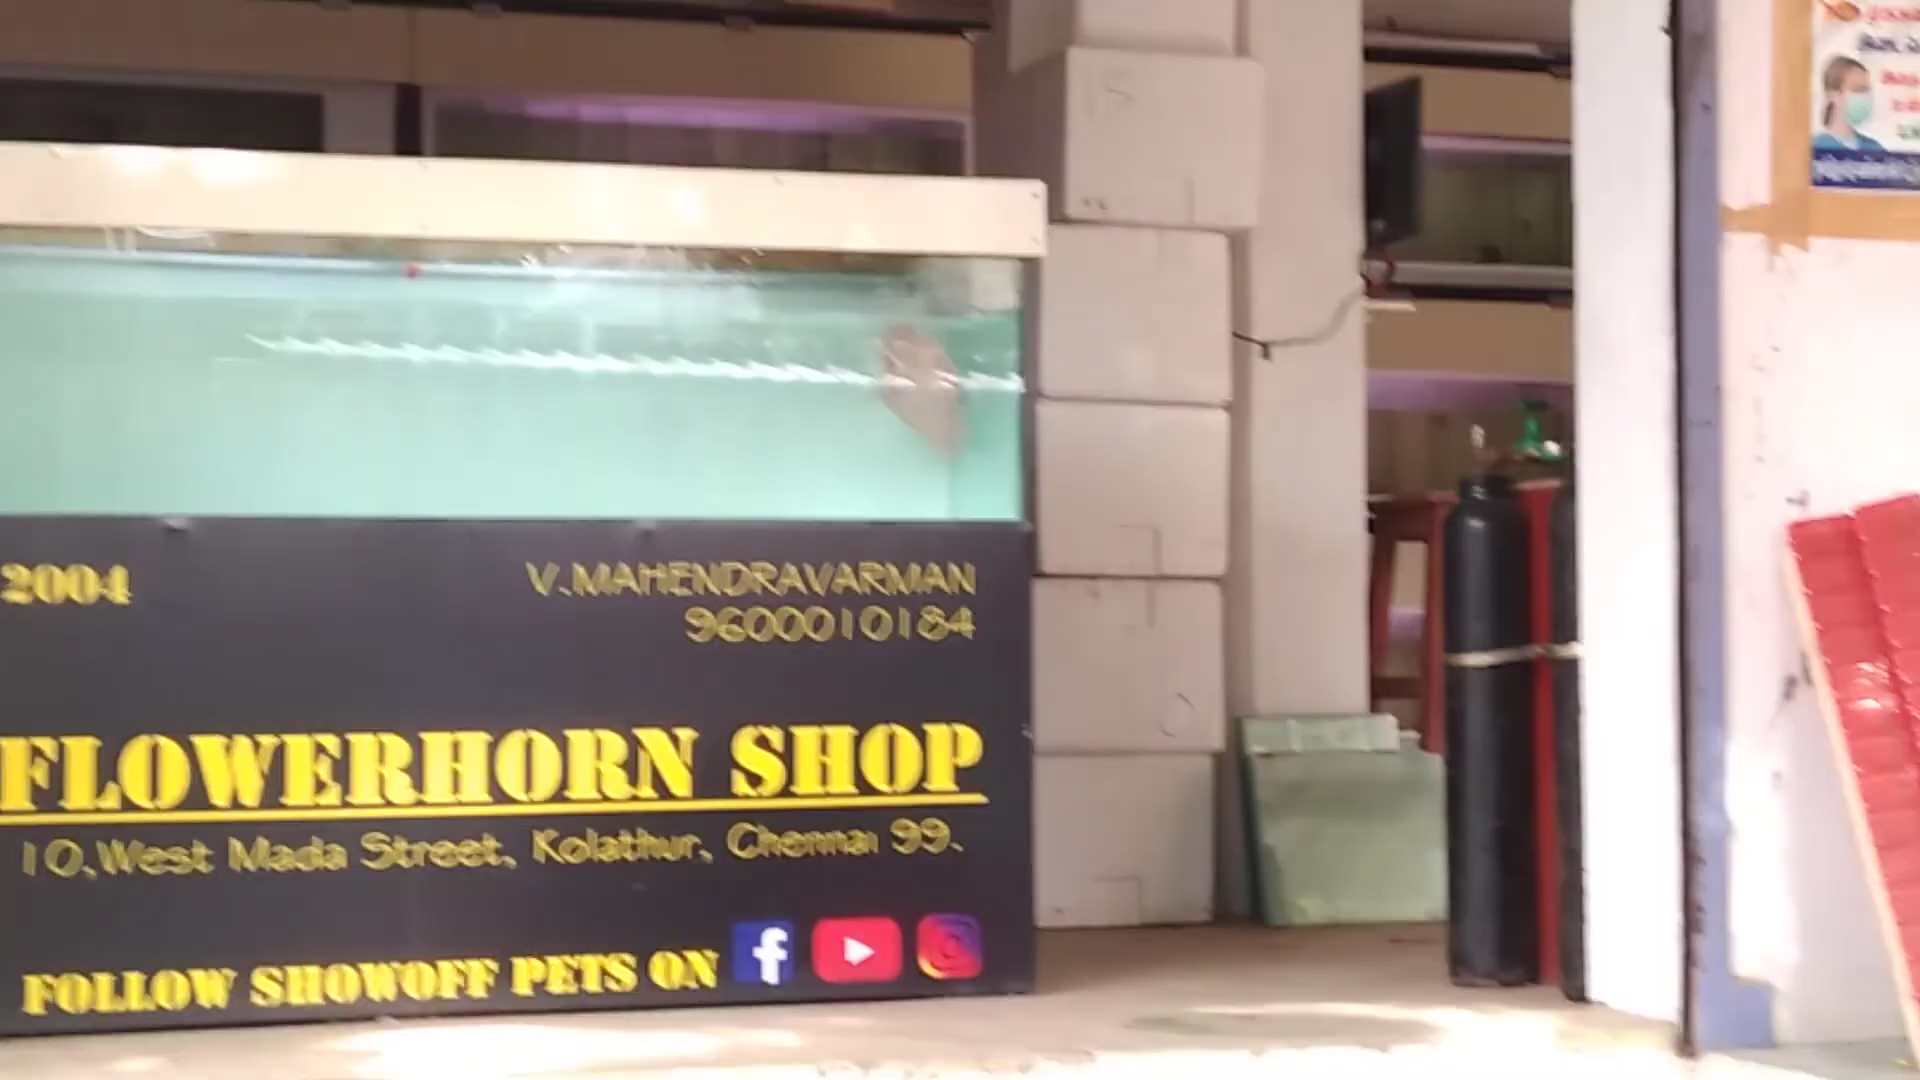 2004
V.MAHENDRAVARMAN
9600010184
FLOWERHORN SHOP
10,West Mada Street, Kolathur, Chennai 99.
FOLLOW SHOWOFF PETS ON